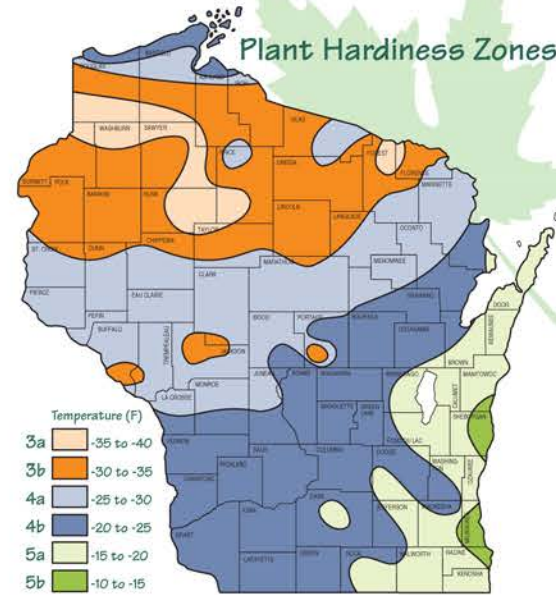 Plant Hardiness Zones
WASHBURN
SAWYER
VILAS
PRICE
FOREST
ONEIDA
FLORENCE
BURNETT
POLK
BARRON
RUSK
MARINETTE
LINCOLN
LANGLADE
TAYLOR
OCONTO
CHIPPEWA
ST. CROIX
DUNN
MARATHON
MENOMINEE
CLARK
PIERCE
EAU CLAIRE
SHAWANO
DOOR
PEPIN
WOOD
PORTAGE
WAUPACA
KEWAUNEE
BUFFALO
TREMPEALEAU
OUTAGAMIE
JACKSON
BROWN
ADAMS
WAUSHARA
WINNEBAGO
MANITOWOC
JUNEAU
MONROE
CALUMET
LA CROSSE
MARQUETTE
GREEN LAKE
SHEBOYGAN
FOND DU LAC
VERNON
SAUK
COLUMBIA
DODGE
WASHINGTON
OZAUKEE
RICHLAND
CRAWFORD
DANE
JEFFERSON
WAUKESHA
MILWAUKEE
IOWA
GRANT
LAFAYETTE
GREEN
ROCK
WALWORTH
RACINE
KENOSHA
Temperature (F)
3a -35 to -40
3b -30 to -35
4a -25 to -30
4b -20 to -25
5a -15 to -20
5b -10 to -15